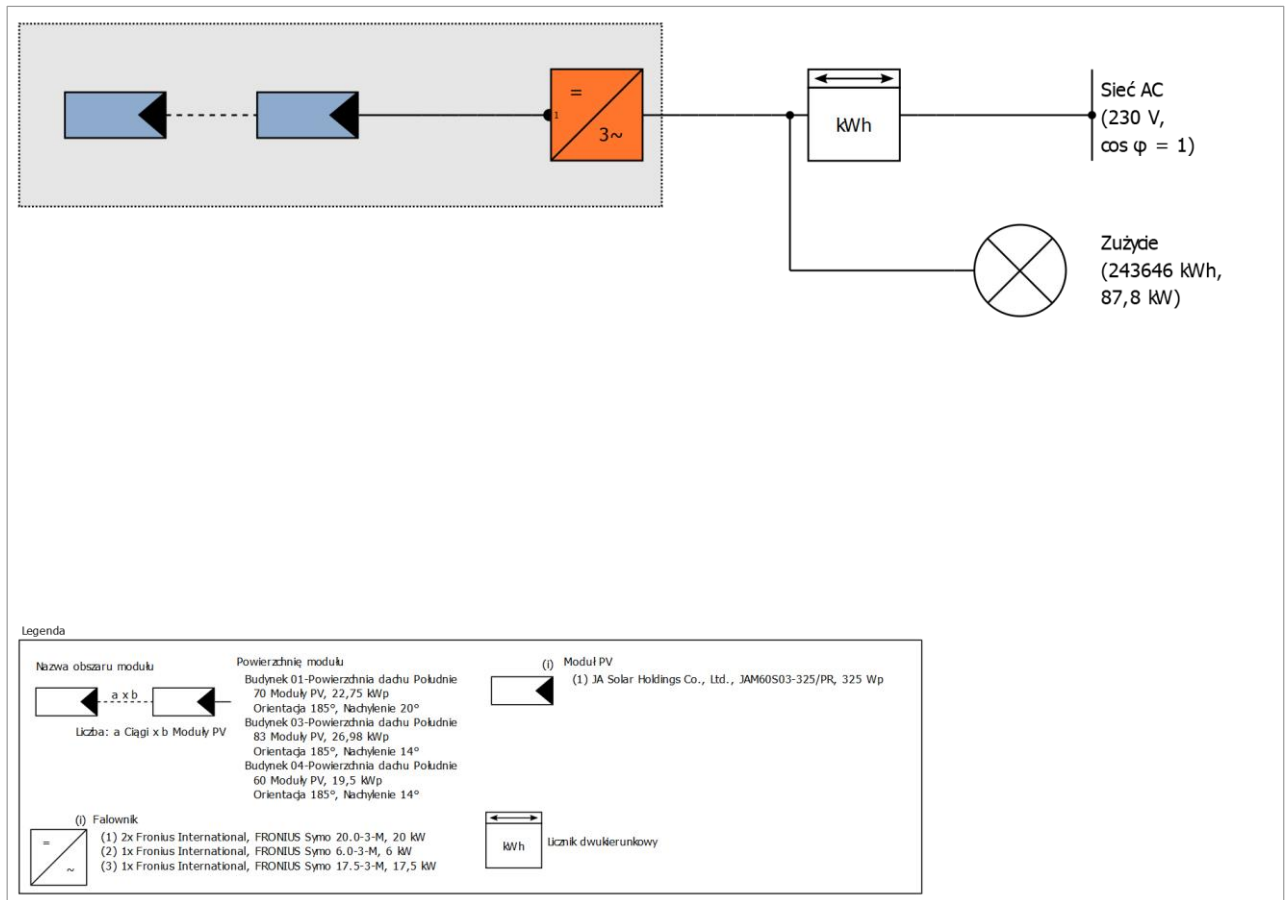 =
1
3~
kWh
Sieć AC
(230 V,
cos φ = 1)
Zużycie
(243646 kWh,
87,8 kW)
Legenda
Nazwa obszaru modułu
a x b
Liczba: a Ciągi x b Moduły PV
Powierzchnię modułu
Budynek 01-Powierzchnia dachu Południe
70 Moduły PV, 22,75 kWp
Orientacja 185°, Nachylenie 20°
Budynek 03-Powierzchnia dachu Południe
83 Moduły PV, 26,98 kWp
Orientacja 185°, Nachylenie 14°
Budynek 04-Powierzchnia dachu Południe
60 Moduły PV, 19,5 kWp
Orientacja 185°, Nachylenie 14°
(i) Moduł PV
(1) JA Solar Holdings Co., Ltd., JAM60S03-325/PR, 325 Wp
(i) Falownik
=
~
(1) 2x Fronius International, FRONIUS Symo 20.0-3-M, 20 kW
(2) 1x Fronius International, FRONIUS Symo 6.0-3-M, 6 kW
(3) 1x Fronius International, FRONIUS Symo 17.5-3-M, 17,5 kW
kWh
Licznik dwukierunkowy